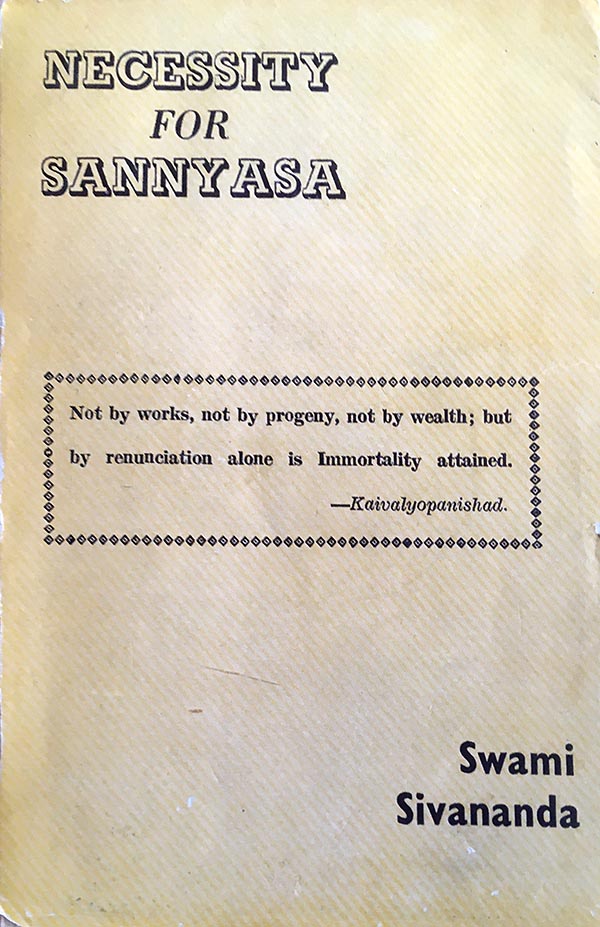 NECESSITY
FOR
SANNYASA
Not by works, not by progeny, not by wealth; but
by renunciation alone is Immortality attained.
—Kaivalyopanishad.
Swami
Sivananda